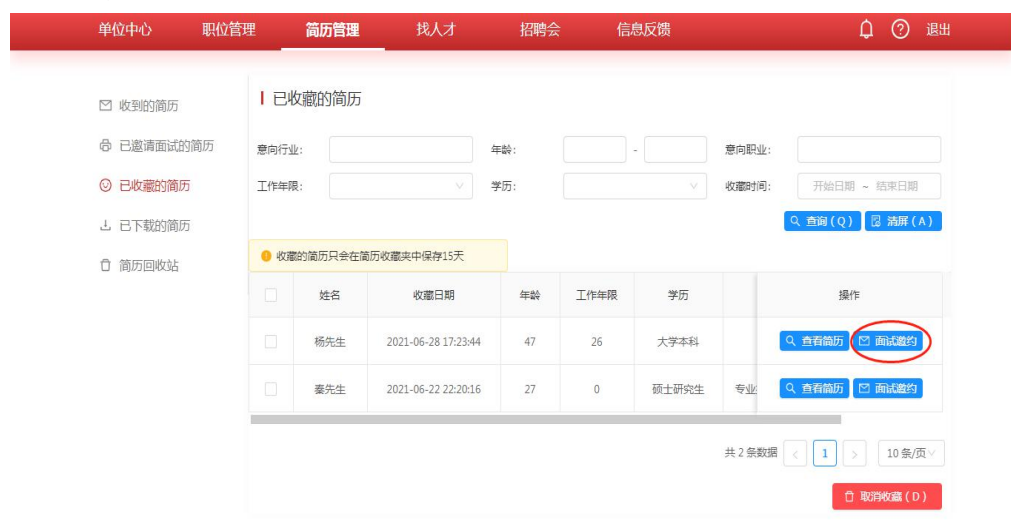 单位中心 职位管理 简历管理 找人才 招聘会 信息反馈 退出
收到的简历
已邀请面试的简历
已收藏的简历
已下载的简历
简历回收站
已收藏的简历
意向行业: 年龄: - 意向职业:
工作年限: 学历: 收藏时间: 开始日期 ~ 结束日期
查询(Q) 清屏(A)
收藏的简历只会在简历收藏夹中保存15天
姓名 收藏日期 年龄 工作年限 学历 操作
杨先生 2021-06-28 17:23:44 47 26 大学本科 查看简历 面试邀约
秦先生 2021-06-22 22:20:16 27 0 硕士研究生 专业 查看简历 面试邀约
共 2 条数据 < 1 > 10 条/页
取消收藏(D)